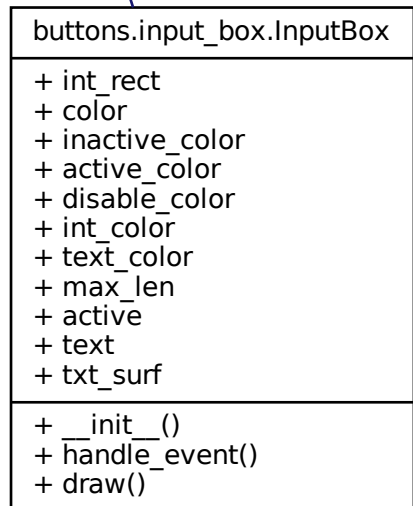 buttons.input_box.InputBox
+ int_rect
+ color
+ inactive_color
+ active_color
+ disable_color
+ int_color
+ text_color
+ max_len
+ active
+ text
+ txt_surf
+ __init__()
+ handle_event()
+ draw()